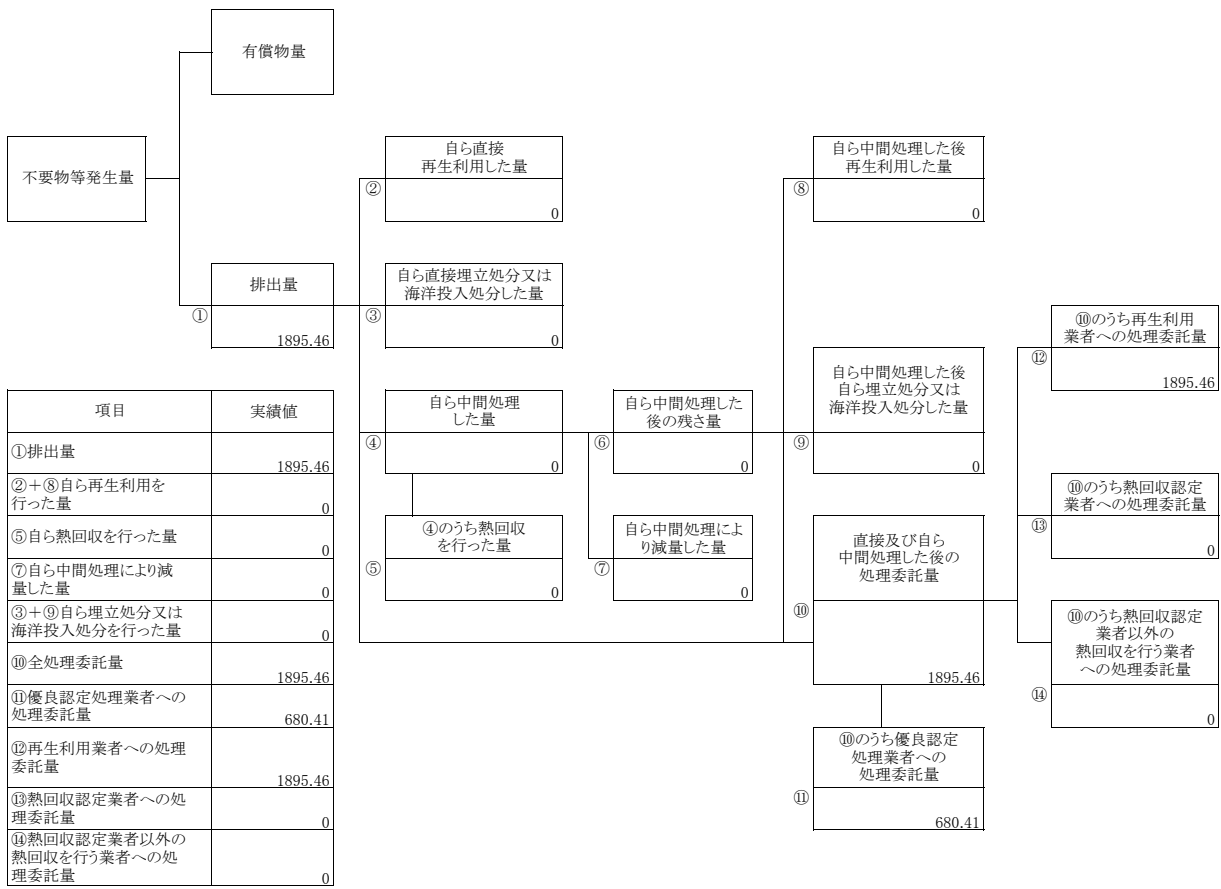 有償物量
不要物等発生量
排出量
①
1895.46
自ら直接
再生利用した量
②
0
自ら直接埋立処分又は
海洋投入処分した量
③
0
自ら中間処理
した量
④
0
④のうち熱回収
を行った量
⑤
0
自ら中間処理した
後の残さ量
⑥
0
自ら中間処理によ
り減量した量
⑦
0
自ら中間処理した後
再生利用した量
⑧
0
自ら中間処理した後
自ら埋立処分又は
海洋投入処分した量
⑨
0
直接及び自ら
中間処理した後の
処理委託量
⑩
1895.46
⑩のうち優良認定
処理業者への
処理委託量
⑪
680.41
⑩のうち再生利用
業者への処理委託量
⑫
1895.46
⑩のうち熱回収認定
業者への処理委託量
⑬
0
⑩のうち熱回収認定
業者以外の
熱回収を行う業者
への処理委託量
⑭
0
項目 実績値
①排出量
1895.46
②+⑧自ら再生利用を
行った量
0
⑤自ら熱回収を行った量
0
⑦自ら中間処理により減
量した量
0
③+⑨自ら埋立処分又は
海洋投入処分を行った量
0
⑩全処理委託量
1895.46
⑪優良認定処理業者への
処理委託量
680.41
⑫再生利用業者への処理
委託量
1895.46
⑬熱回収認定業者への処
理委託量
0
⑭熱回収認定業者以外の
熱回収を行う業者への処
理委託量
0